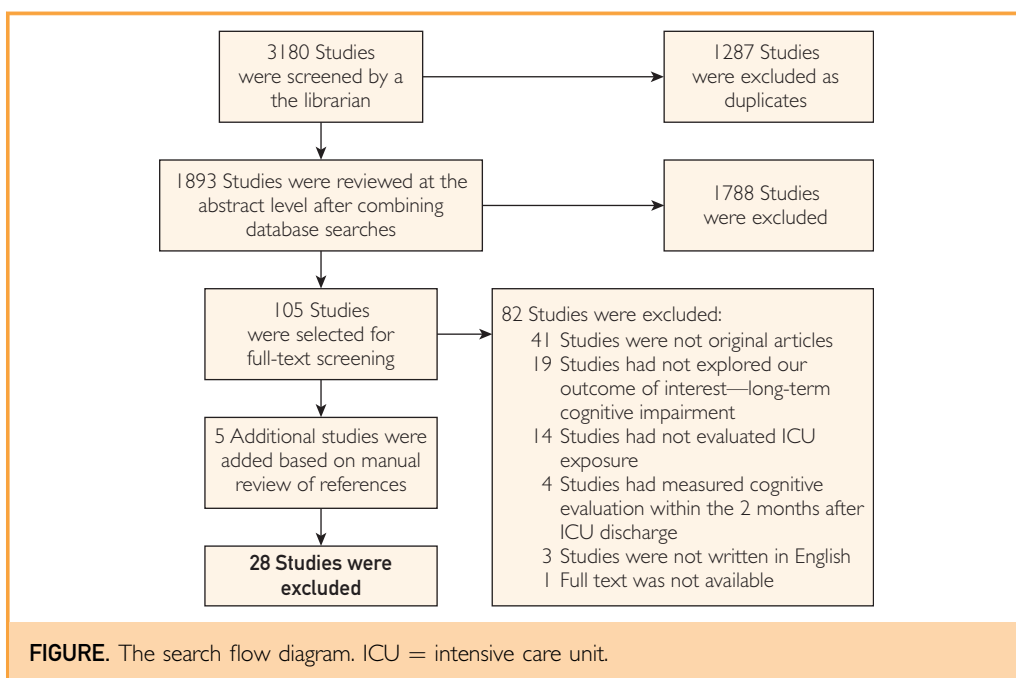 3180 Studies
were screened by a
the librarian
1287 Studies
were excluded as
duplicates
1893 Studies were reviewed at the
abstract level after combining
database searches
1788 Studies
were excluded
105 Studies
were selected for
full-text screening
82 Studies were excluded:
41 Studies were not original articles
19 Studies had not explored our
outcome of interest—long-term
cognitive impairment
14 Studies had not evaluated ICU
exposure
4 Studies had measured cognitive
evaluation within the 2 months after
ICU discharge
3 Studies were not written in English
1 Full text was not available
5 Additional studies were
added based on manual
review of references
28 Studies were
excluded
FIGURE. The search flow diagram. ICU = intensive care unit.